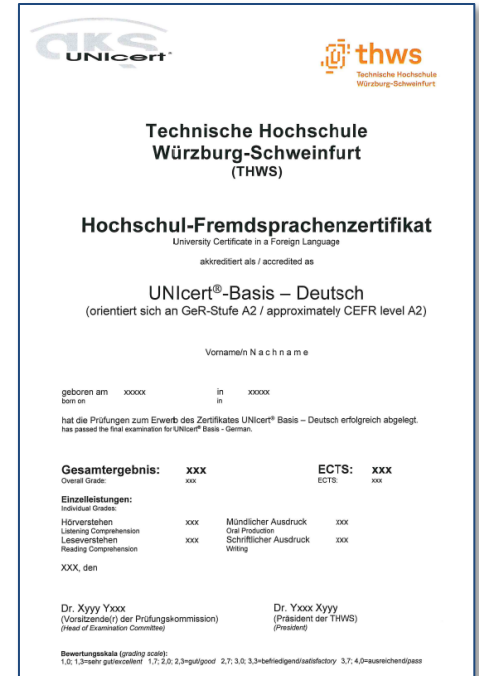 aks
UNIcert®
thws
Technische Hochschule
Würzburg-Schweinfurt
Technische Hochschule
Würzburg-Schweinfurt
(THWS)
Hochschul-Fremdsprachenzertifikat
University Certificate in a Foreign Language
akkreditiert als / accredited as
UNIcert®-Basis – Deutsch
(orientiert sich an GeR-Stufe A2 / approximately CEFR level A2)
Vorname/n N a c h n a m e
geboren am xxxxx in xxxxx
born on in
hat die Prüfungen zum Erwerb des Zertifikates UNIcert® Basis – Deutsch erfolgreich abgelegt.
has passed the final examination for UNIcert® Basis - German.
Gesamtergebnis: xxx ECTS: xxx
Overall Grade: xxx ECTS: xxx
Einzelleistungen:
Individual Grades:
Hörverstehen xxx Mündlicher Ausdruck xxx
Listening Comprehension Oral Production
Leseverstehen xxx Schriftlicher Ausdruck xxx
Reading Comprehension Writing
XXX, den
Dr. Xyyy Yxxx Dr. Yxxx Xyyy
(Vorsitzende(r) der Prüfungskommission) (Präsident der THWS)
(Head of Examination Committee) (President)
Bewertungsskala (grading scale):
1,0; 1,3=sehr gut/excellent 1,7; 2,0; 2,3=gut/good 2,7; 3,0; 3,3=befriedigend/satisfactory 3,7; 4,0=ausreichend/pass